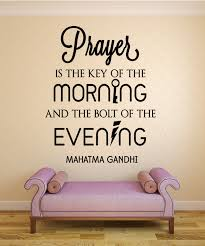 Prayer
IS THE KEY OF THE
MORNING
AND THE BOLT OF THE
EVENING
MAHATMA GANDHI